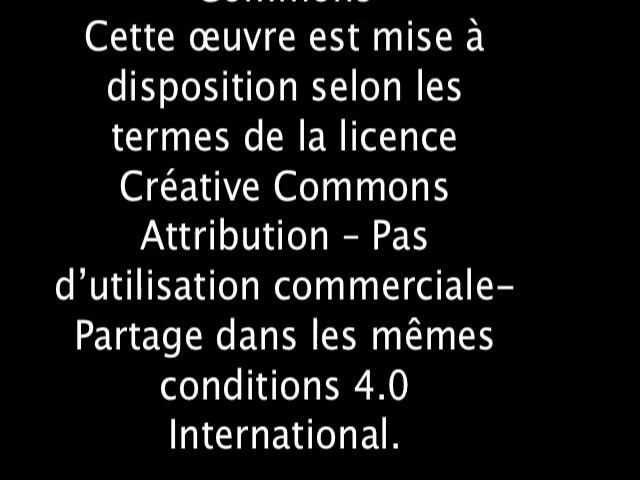 Commons
Cette œuvre est mise à
disposition selon les
termes de la licence
Créative Commons
Attribution – Pas
d’utilisation commerciale–
Partage dans les mêmes
conditions 4.0
International.